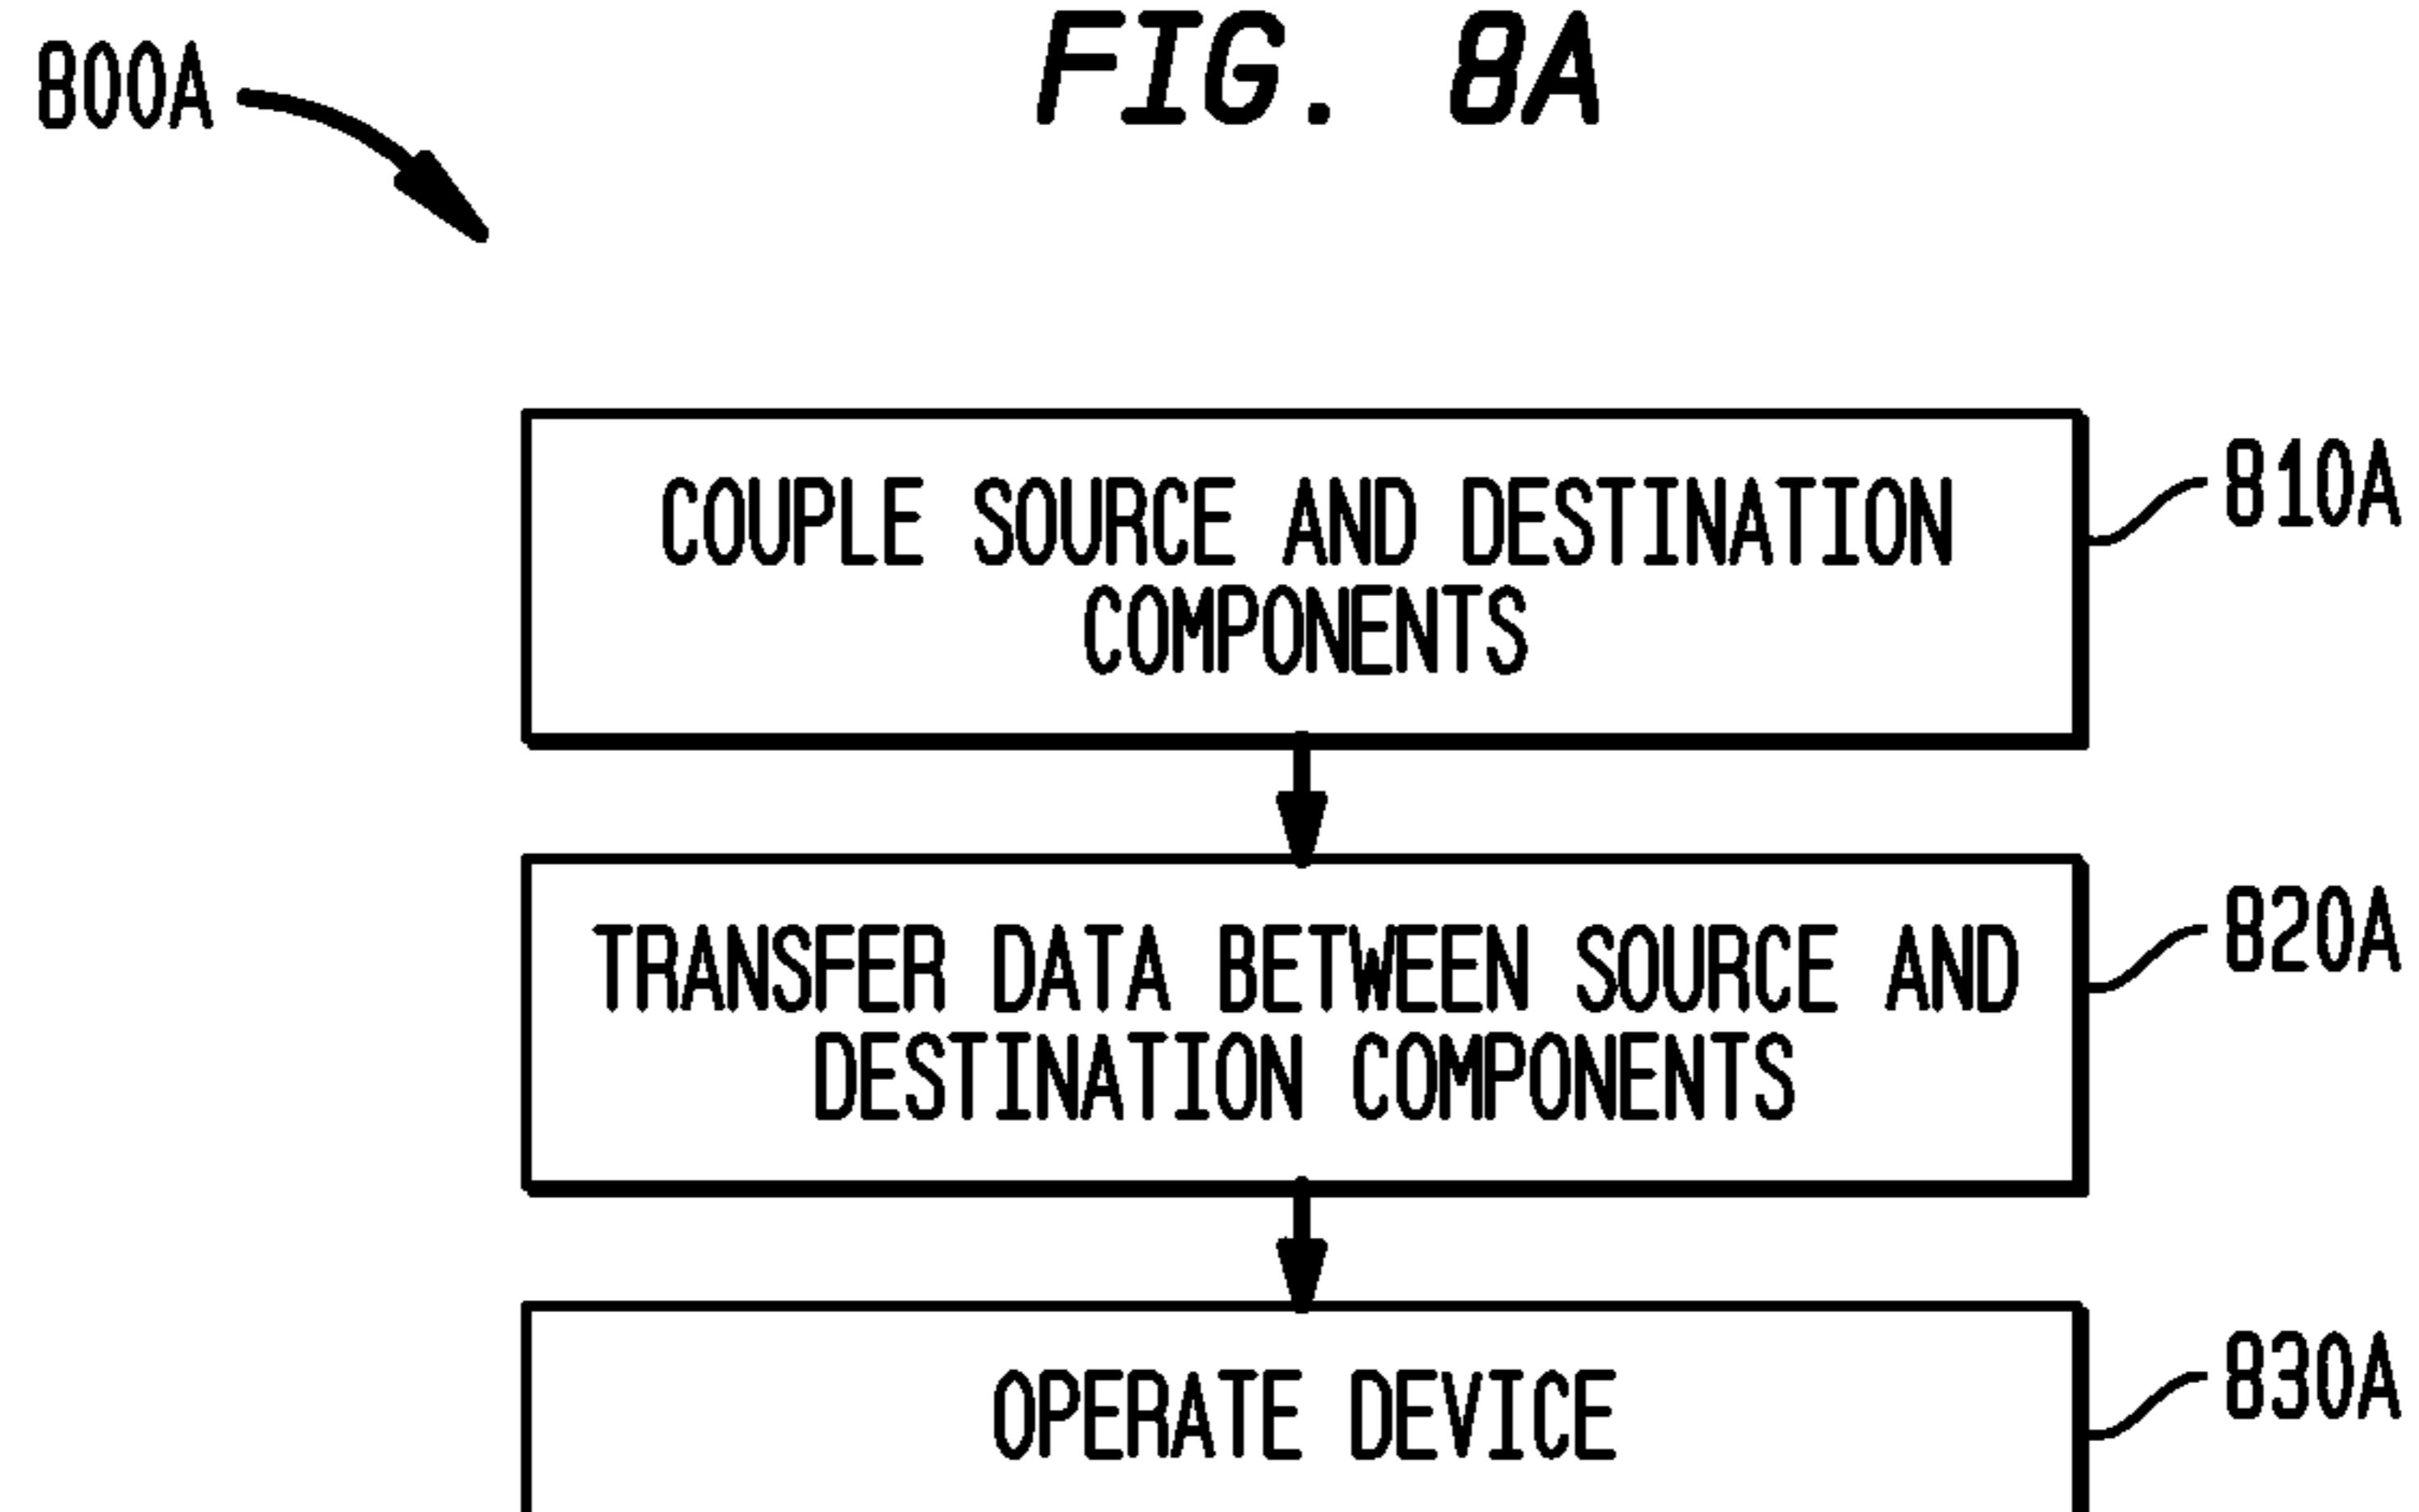 FIG. 8A
800A
COUPLE SOURCE AND DESTINATION
COMPONENTS
810A
TRANSFER DATA BETWEEN SOURCE AND
DESTINATION COMPONENTS
820A
OPERATE DEVICE
830A